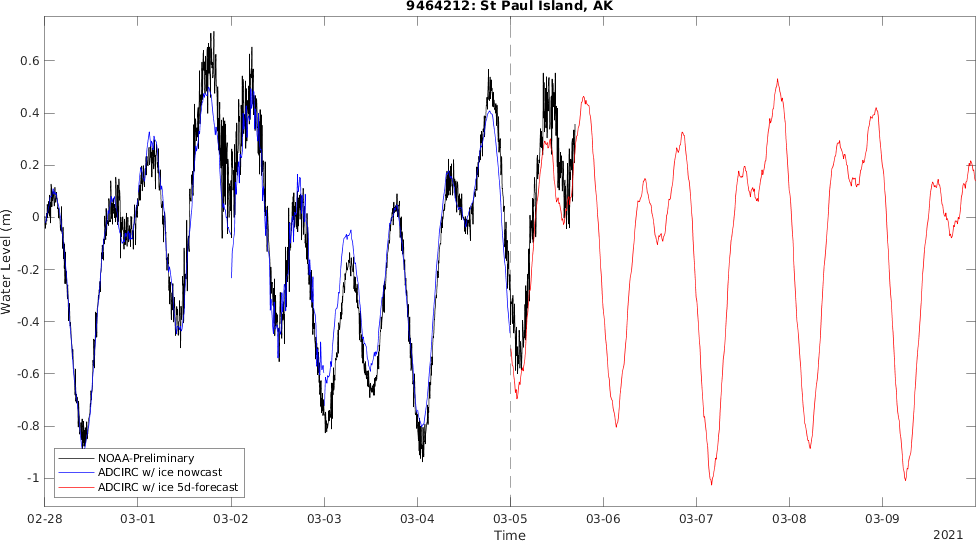 9464212: St Paul Island, AK
Water Level (m)
0.6
0.4
0.2
0
-0.2
-0.4
-0.6
-0.8
-1
NOAA-Preliminary
ADCIRC w/ ice nowcast
ADCIRC w/ ice 5d-forecast
02-28 03-01 03-02 03-03 03-04 03-05 03-06 03-07 03-08 03-09
Time
2021